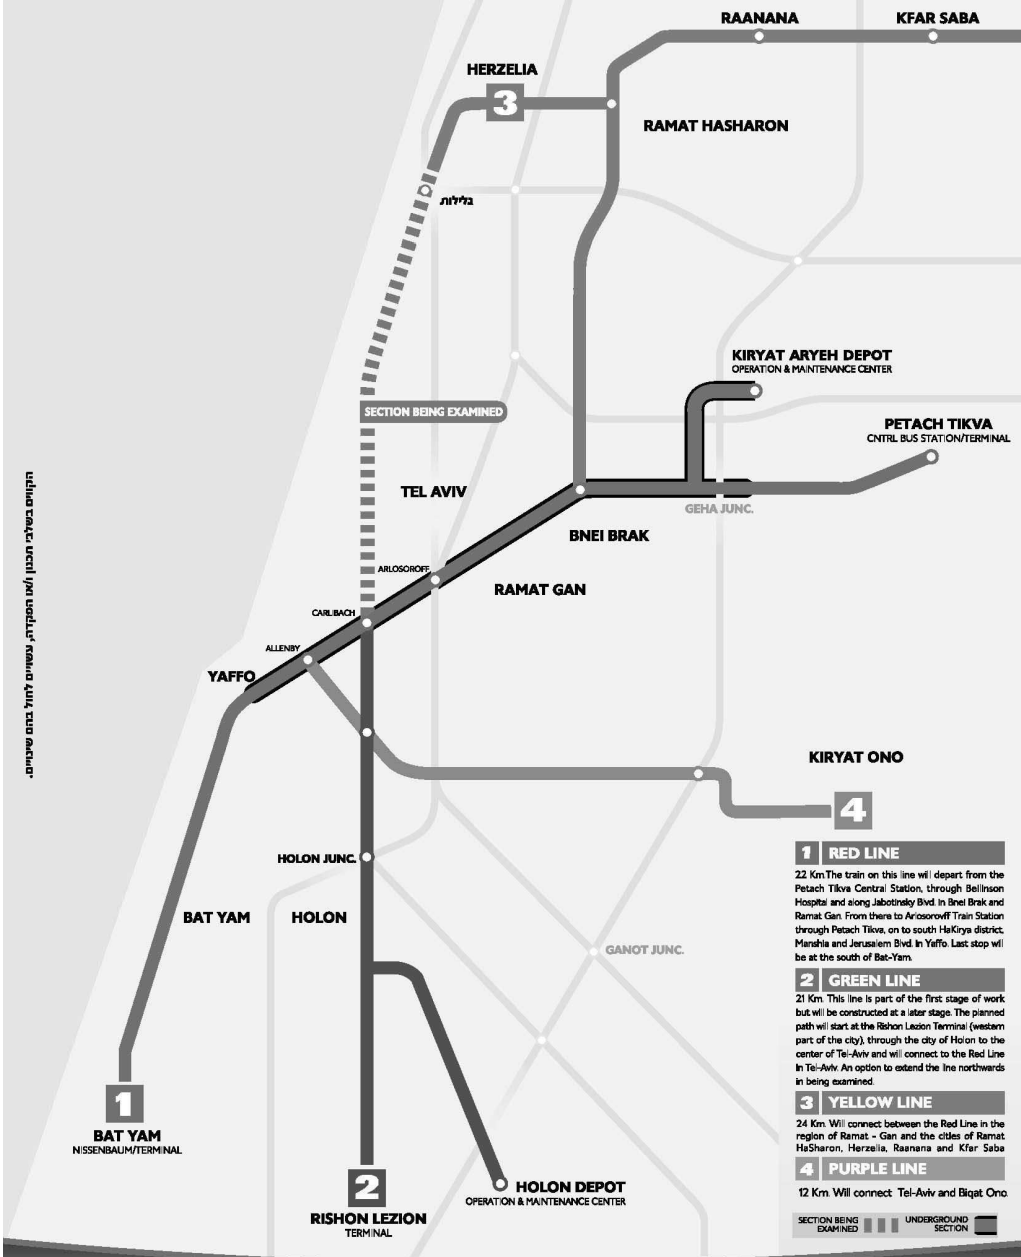 RAANANA
KFAR SABA
HERZELIA
3
RAMAT HASHARON
גלילות
KIRYAT ARYEH DEPOT
OPERATION & MAINTENANCE CENTER
SECTION BEING EXAMINED
PETACH TIKVA
CNTRL BUS STATION/TERMINAL
TEL AVIV
GEHA JUNC.
BNEI BRAK
ARLOSOROFF
RAMAT GAN
CARLIBACH
ALLENBY
YAFFO
הקווים בשלבי תכנון ו/או הפקדה, עשויים לחול בהם שינויים.
KIRYAT ONO
4
HOLON JUNC.
BAT YAM
HOLON
GANOT JUNC.
1
BAT YAM
NISSENBAUM/TERMINAL
2
RISHON LEZION
TERMINAL
HOLON DEPOT
OPERATION & MAINTENANCE CENTER
1 RED LINE
22 Km.The train on this line will depart from the
Petach Tikva Central Station, through Beilinson
Hospital and along Jabotinsky Blvd. in Bnei Brak and
Ramat Gan. From there to Arlosorovff Train Station
through Petach Tikva, on to south HaKirya district,
Manshia and Jerusalem Blvd. in Yaffo. Last stop will
be at the south of Bat-Yam.
2 GREEN LINE
21 Km. This line is part of the first stage of work
but will be constructed at a later stage. The planned
path will start at the Rishon Lezion Terminal (western
part of the city), through the city of Holon to the
center of Tel-Aviv and will connect to the Red Line
in Tel-Aviv. An option to extend the line northwards
in being examined.
3 YELLOW LINE
24 Km. Will connect between the Red Line in the
region of Ramat - Gan and the cities of Ramat
HaSharon, Herzelia, Raanana and Kfar Saba
4 PURPLE LINE
12 Km. Will connect Tel-Aviv and Biqat Ono.
SECTION BEING
EXAMINED
UNDERGROUND
SECTION